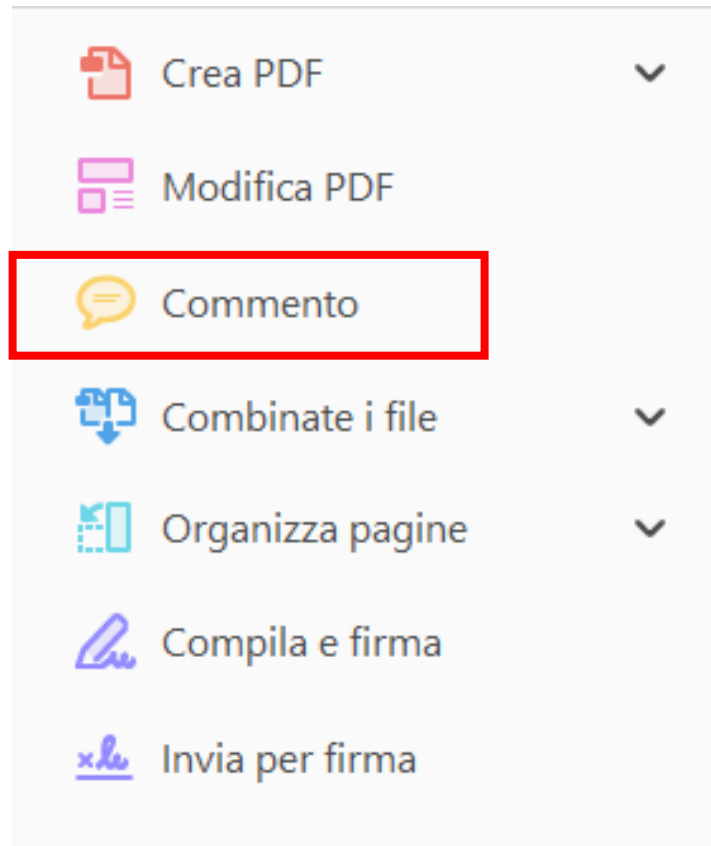 Crea PDF
Modifica PDF
Commento
Combinate i file
Organizza pagine
Compila e firma
Invia per firma